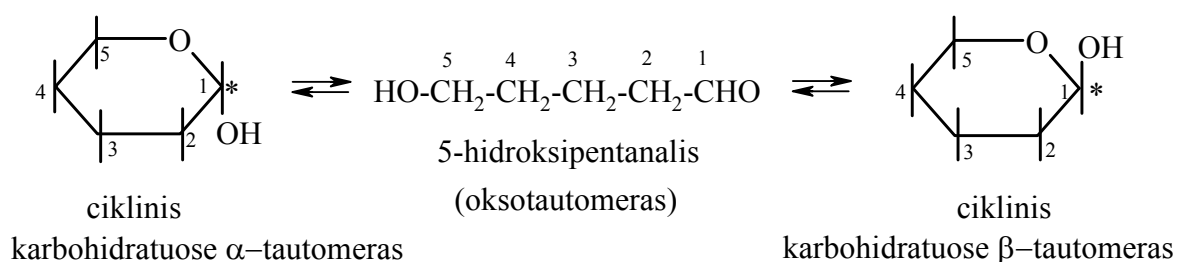 5 O 5 4 3 2 1 O OH
4 1 * HO-CH2-CH2-CH2-CH2-CHO 4 1 *
3 2 OH 3 2
5-hidroksipentanalis
(oksotautomeras)
ciklinis ciklinis
karbohidratuose α–tautomeras karbohidratuose β–tautomeras